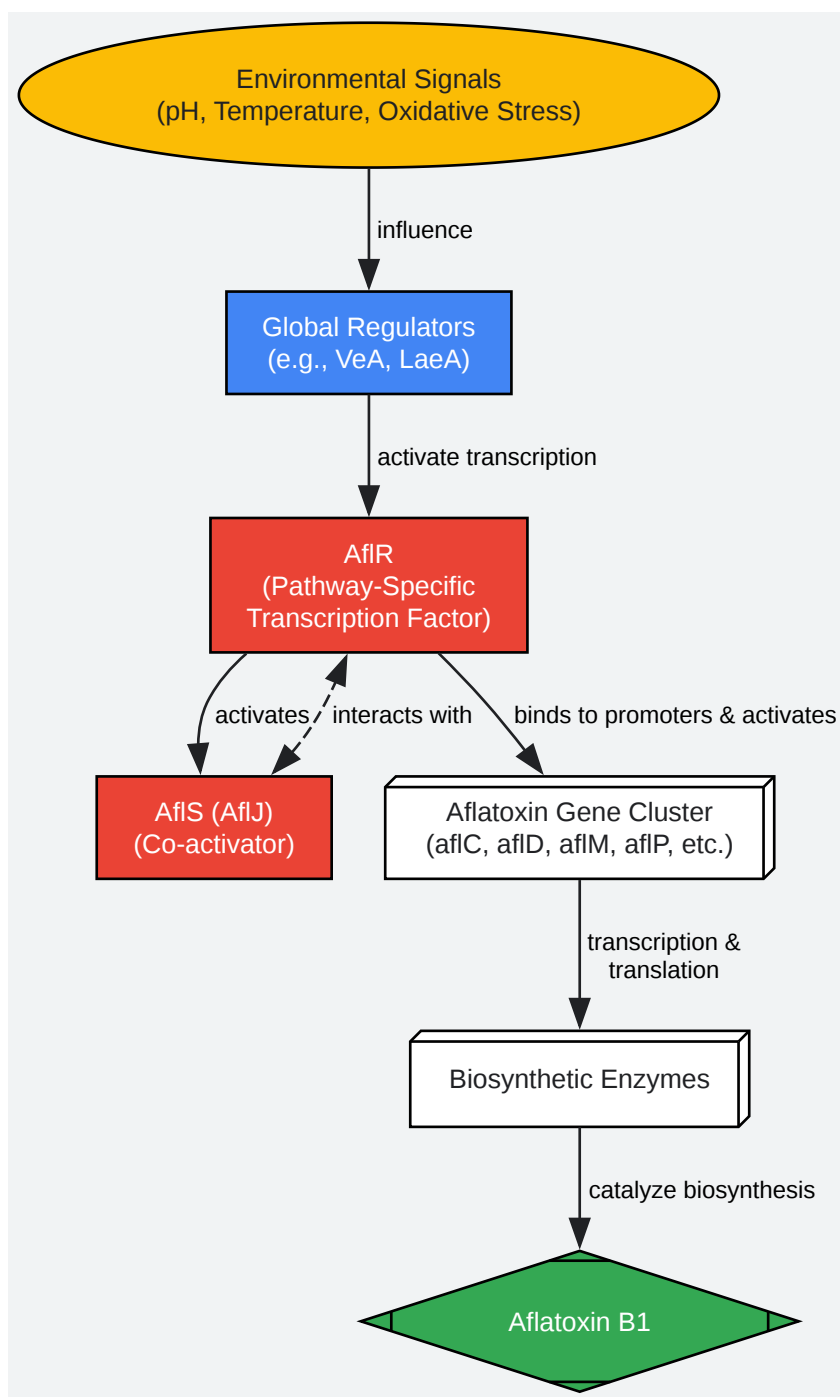 Environmental Signals
(pH, Temperature, Oxidative Stress)
influence
Global Regulators
(e.g., VeA, LaeA)
activate transcription
AflR
(Pathway-Specific
Transcription Factor)
activates
interacts with
binds to promoters & activates
AflS (AflJ)
(Co-activator)
Aflatoxin Gene Cluster
(aflC, aflD, aflM, aflP, etc.)
transcription &
translation
Biosynthetic Enzymes
catalyze biosynthesis
Aflatoxin B1